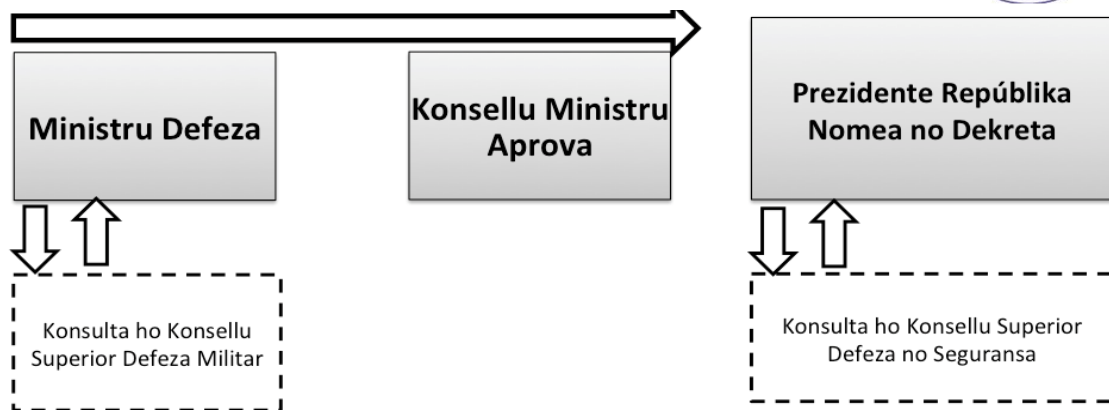 Ministru Defeza
Konsellu Ministru
Aprova
Prezidente Repúblika
Nomea no Dekreta
Konsulta ho Konsellu
Superior Defeza Militar
Konsulta ho Konsellu Superior
Defeza no Seguransa